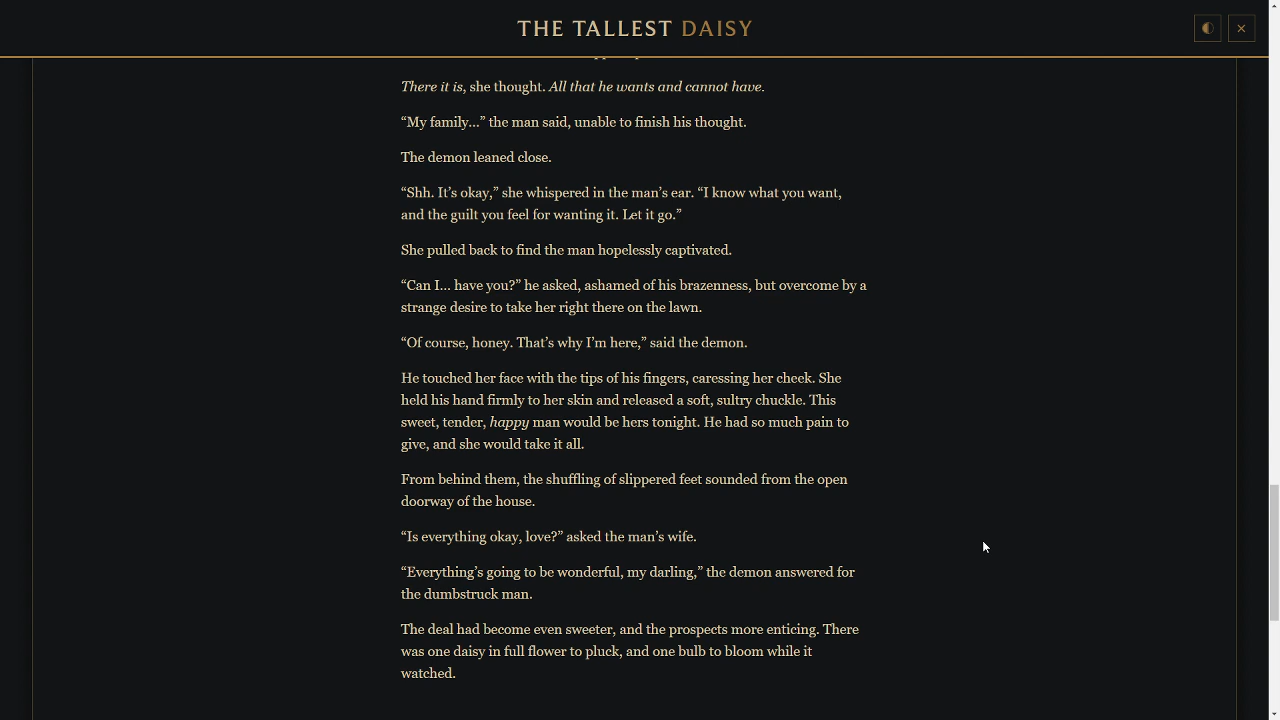 THE TALLEST DAISY
There it is, she thought. All that he wants and cannot have.
“My family…” the man said, unable to finish his thought.
The demon leaned close.
“Shh. It’s okay,” she whispered in the man’s ear. “I know what you want,
and the guilt you feel for wanting it. Let it go.”
She pulled back to find the man hopelessly captivated.
“Can I… have you?” he asked, ashamed of his brazenness, but overcome by a
strange desire to take her right there on the lawn.
“Of course, honey. That’s why I’m here,” said the demon.
He touched her face with the tips of his fingers, caressing her cheek. She
held his hand firmly to her skin and released a soft, sultry chuckle. This
sweet, tender, happy man would be hers tonight. He had so much pain to
give, and she would take it all.
From behind them, the shuffling of slippered feet sounded from the open
doorway of the house.
“Is everything okay, love?” asked the man’s wife.
“Everything’s going to be wonderful, my darling,” the demon answered for
the dumbstruck man.
The deal had become even sweeter, and the prospects more enticing. There
was one daisy in full flower to pluck, and one bulb to bloom while it
watched.